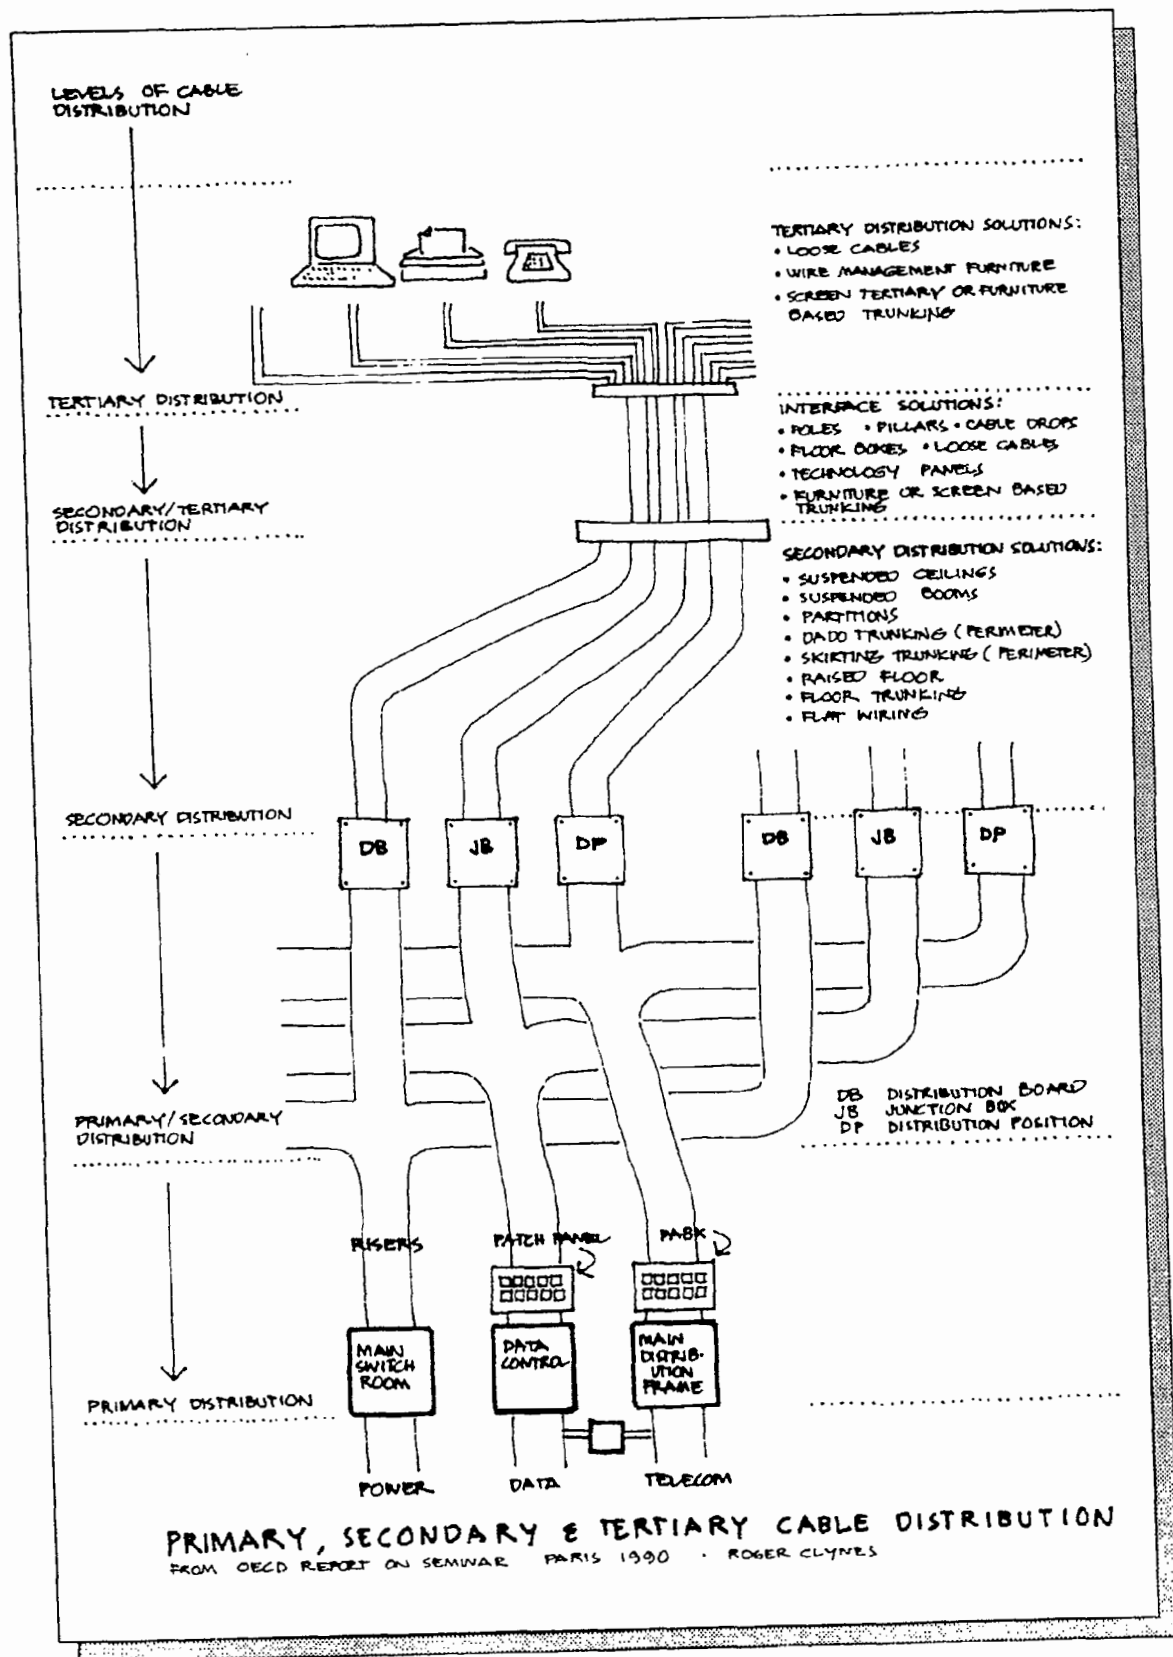 LEVELS OF CABLE
DISTRIBUTION
TERTIARY DISTRIBUTION SOLUTIONS:
• LOOSE CABLES
• WIRE MANAGEMENT FURNITURE
• SCREEN TERTIARY OR FURNITURE
BASED TRUNKING
TERTIARY DISTRIBUTION
INTERFACE SOLUTIONS:
• POLES • PILLARS • CABLE DROPS
• FLOOR BOXES • LOOSE CABLES
• TECHNOLOGY PANELS
• FURNITURE OR SCREEN BASED
TRUNKING
SECONDARY/TERTIARY
DISTRIBUTION
SECONDARY DISTRIBUTION SOLUTIONS:
• SUSPENDED CEILINGS
• SUSPENDED BOOMS
• PARTITIONS
• DADO TRUNKING (PERIMETER)
• SKIRTING TRUNKING (PERIMETER)
• RAISED FLOOR
• FLOOR TRUNKING
• FLAT WIRING
SECONDARY DISTRIBUTION
DB JB DP DB JB DP
DB DISTRIBUTION BOARD
JB JUNCTION BOX
DP DISTRIBUTION POSITION
PRIMARY/SECONDARY
DISTRIBUTION
RISERS
PATCH PANEL
PABX
MAIN
SWITCH
ROOM
DATA
CONTROL
MAIN
DISTRIB-
UTION
FRAME
PRIMARY DISTRIBUTION
POWER
DATA
TELECOM
PRIMARY, SECONDARY & TERTIARY CABLE DISTRIBUTION
FROM OECD REPORT ON SEMINAR PARIS 1990 · ROGER CLYNES